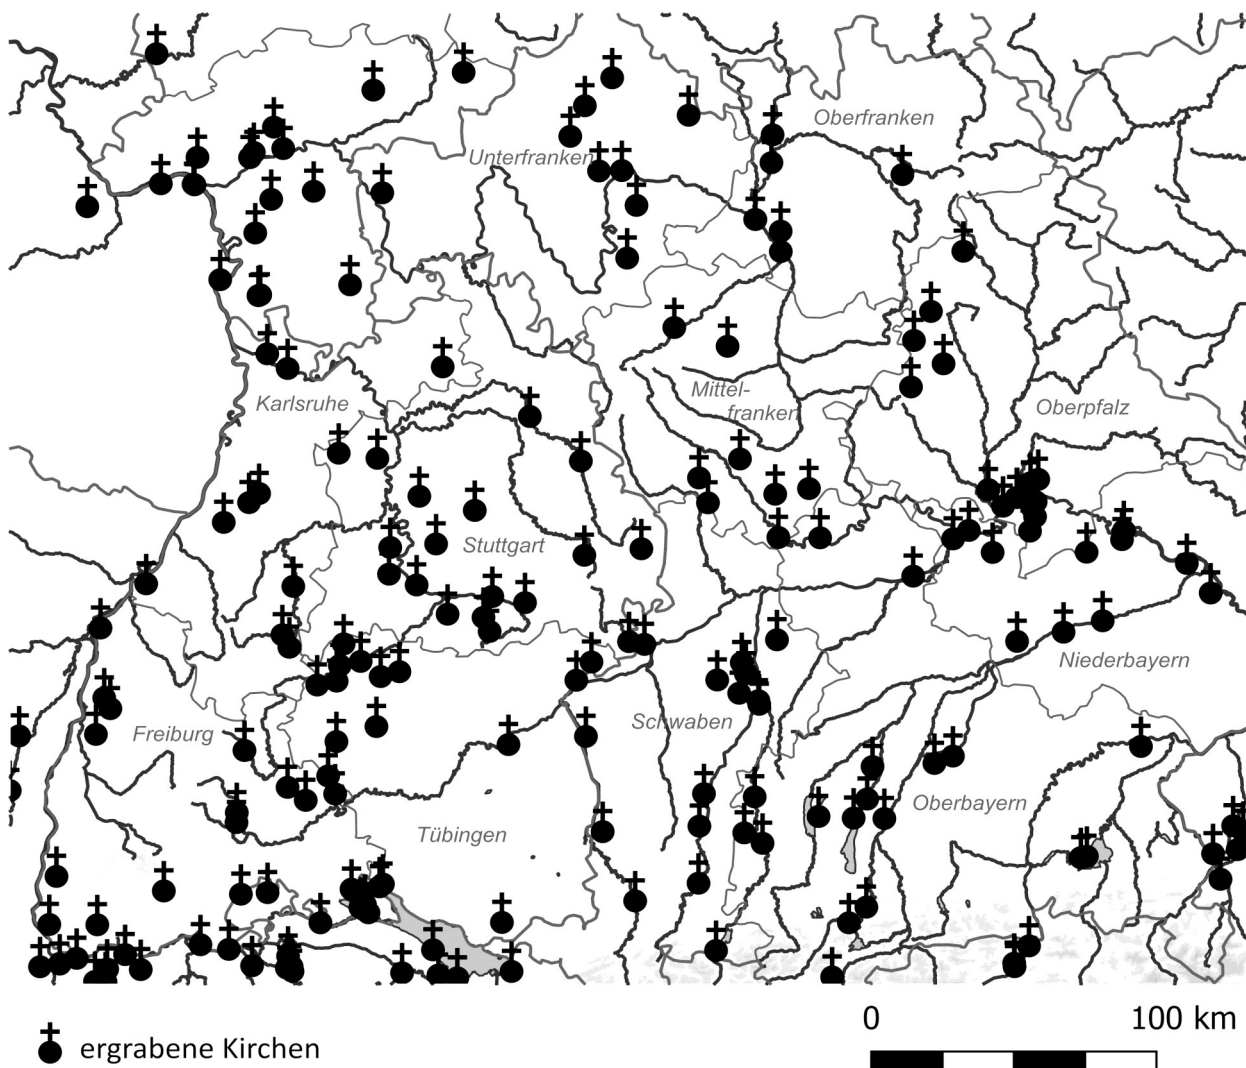 Oberfranken
Unterfranken
Karlsruhe
Mittel-
franken
Oberpfalz
Stuttgart
Niederbayern
Freiburg
Schwaben
Oberbayern
Tübingen
0 100 km
ergrabene Kirchen